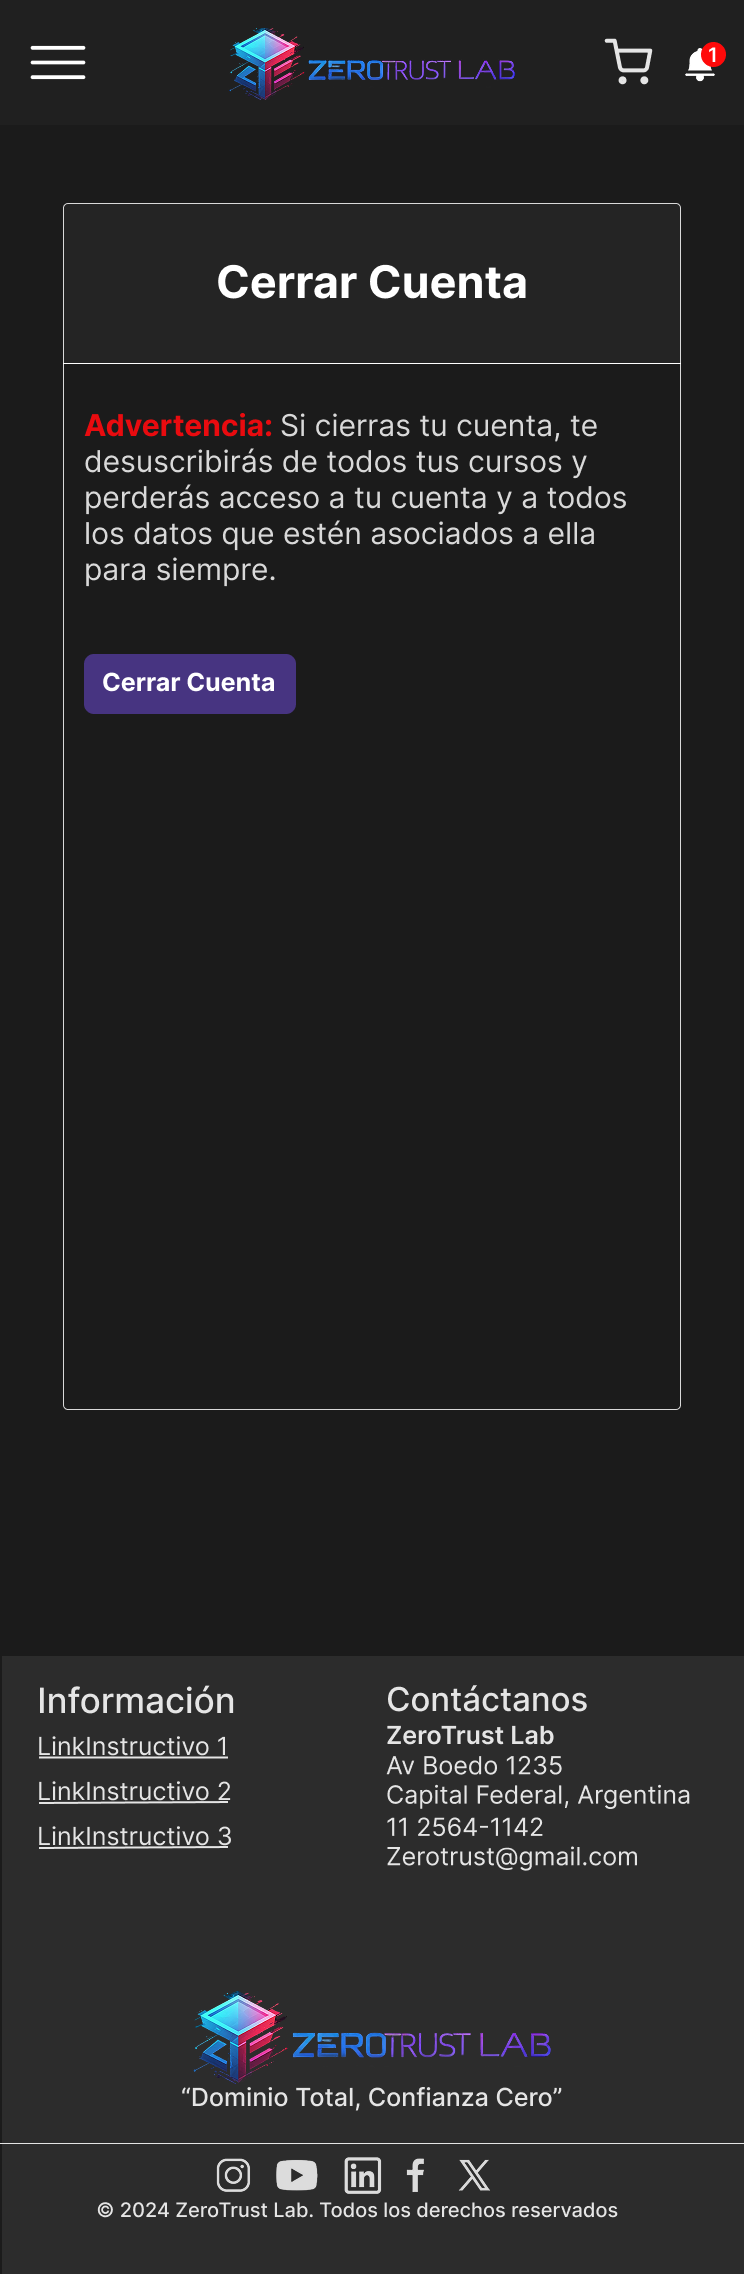 ZEROTRUST LAB
1
Cerrar Cuenta
Advertencia: Si cierras tu cuenta, te
desuscribirás de todos tus cursos y
perderás acceso a tu cuenta y a todos
los datos que estén asociados a ella
para siempre.
Cerrar Cuenta
Información
LinkInstructivo 1
LinkInstructivo 2
LinkInstructivo 3
Contáctanos
ZeroTrust Lab
Av Boedo 1235
Capital Federal, Argentina
11 2564-1142
Zerotrust@gmail.com
ZEROTRUST LAB
“Dominio Total, Confianza Cero”
© 2024 ZeroTrust Lab. Todos los derechos reservados